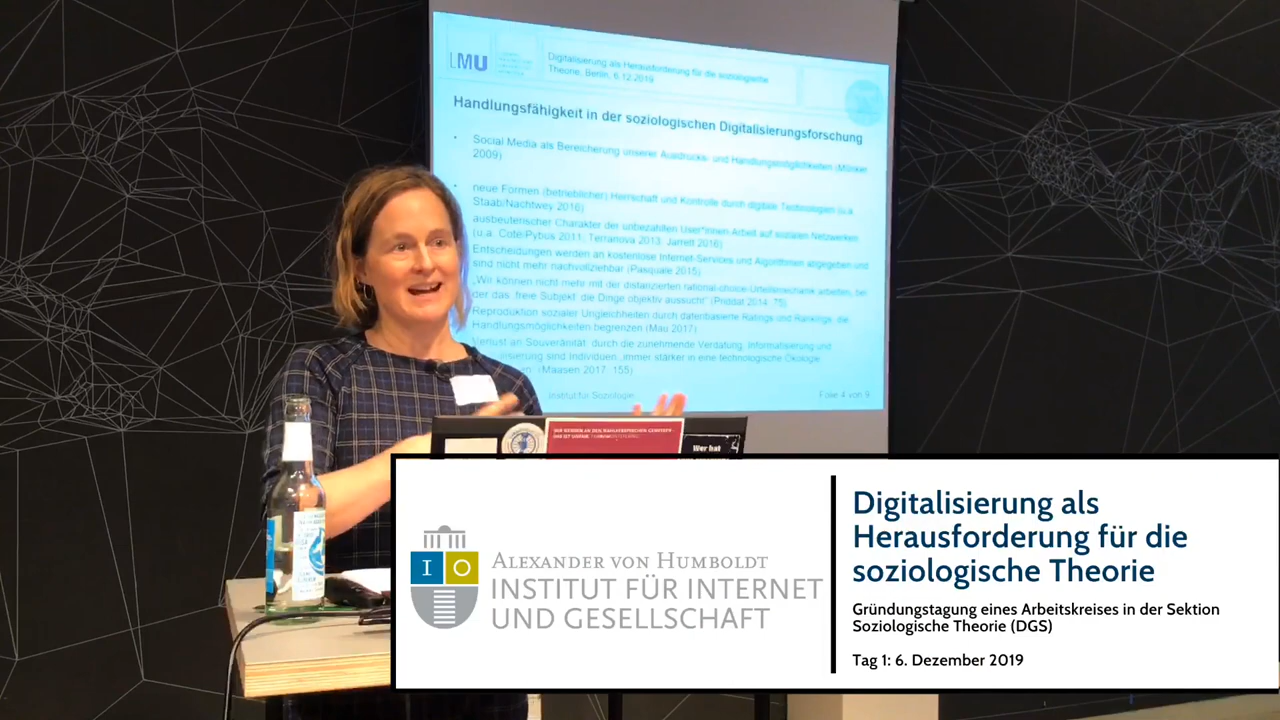 LMU
Digitalisierung als Herausforderung für die soziologische
Theorie, Berlin, 6.12.2019
Handlungsfähigkeit in der soziologischen Digitalisierungsforschung
• Social Media als Bereicherung unserer Ausdrucks- und Handlungsmöglichkeiten (Münker
2009)
• neue Formen (betrieblicher) Herrschaft und Kontrolle durch digitale Technologien (u.a.
Staab/Nachtwey 2016)
ausbeuterischer Charakter der unbezahlten User*innen-Arbeit auf sozialen Netzwerken
(u.a. Coté/Pybus 2011; Terranova 2013; Jarrett 2016)
Entscheidungen werden an kostenlose Internet-Services und Algorithmen abgegeben und
sind nicht mehr nachvollziehbar (Pasquale 2015)
„Wir können nicht mehr mit der distanzierten rational-choice-Urteilsmechanik arbeiten, bei
der das ‚freie Subjekt‘ die Dinge objektiv aussucht“ (Priddat 2014: 75)
Reproduktion sozialer Ungleichheiten durch datenbasierte Ratings und Rankings, die
Handlungsmöglichkeiten begrenzen (Mau 2017)
Verlust an Souveränität: durch die zunehmende Verdatung, Informatisierung und
sind Individuen „immer stärker in eine technologische Ökologie
(Maasen 2017: 155)
Institut für Soziologie
Folie 4 von 9
Wer hat
I O
ALEXANDER VON HUMBOLDT
INSTITUT FÜR INTERNET
UND GESELLSCHAFT
Digitalisierung als
Herausforderung für die
soziologische Theorie
Gründungstagung eines Arbeitskreises in der Sektion
Soziologische Theorie (DGS)
Tag 1: 6. Dezember 2019